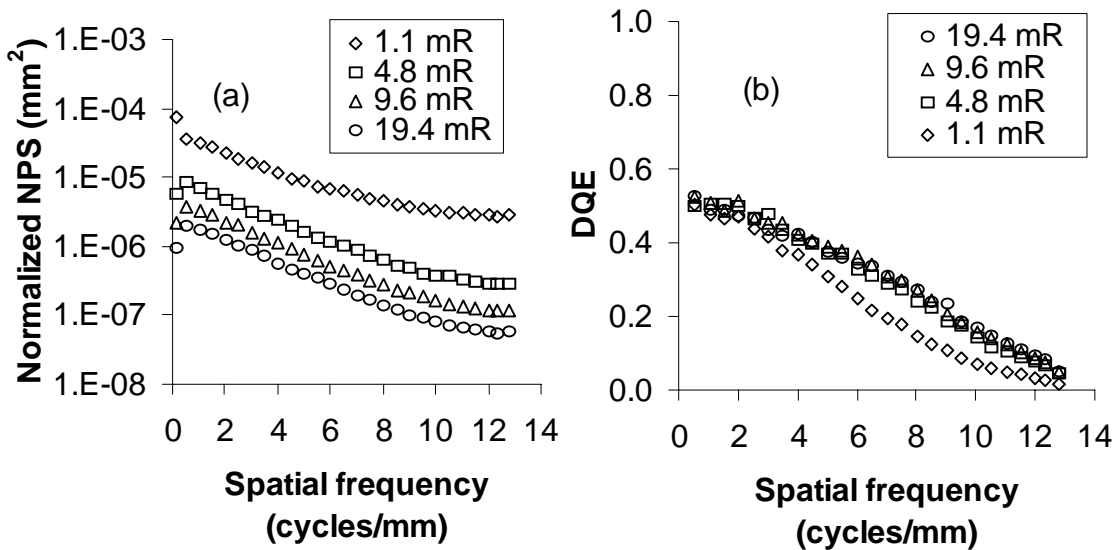 1.E-03
1.E-04
1.E-05
1.E-06
1.E-07
1.E-08
Normalized NPS (mm²)
(a)
1.1 mR
4.8 mR
9.6 mR
19.4 mR
0 2 4 6 8 10 12 14
Spatial frequency
(cycles/mm)
1.0
0.8
0.6
0.4
0.2
0.0
DQE
(b)
19.4 mR
9.6 mR
4.8 mR
1.1 mR
0 2 4 6 8 10 12 14
Spatial frequency
(cycles/mm)